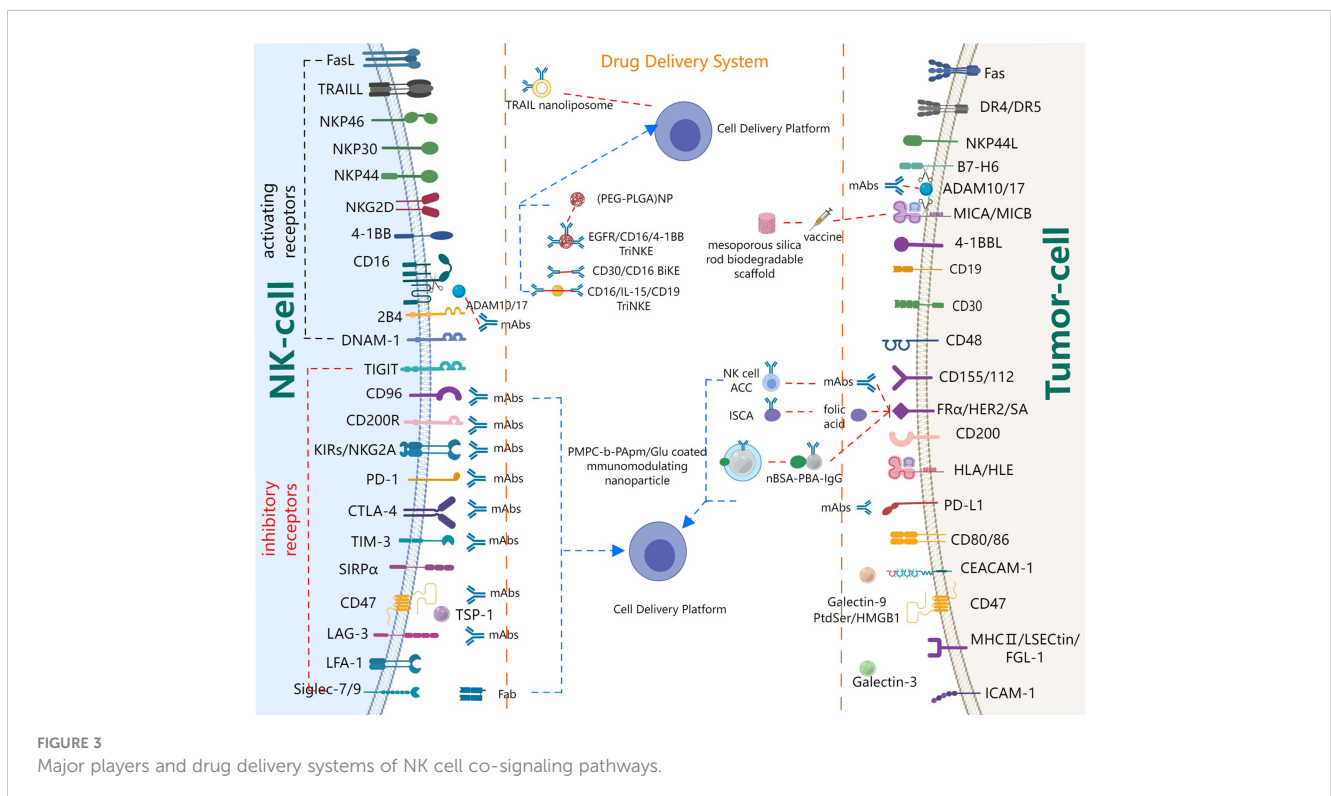 Drug Delivery System
NK-cell
activating
receptors
inhibitory
receptors
FasL
TRAILL
NKP46
NKP30
NKP44
NKG2D
4-1BB
CD16
2B4
DNAM-1
TIGIT
CD96
CD200R
KIRs/NKG2A
PD-1
CTLA-4
TIM-3
SIRPα
CD47
TSP-1
LAG-3
LFA-1
Siglec-7/9
ADAM10/17
mAbs
mAbs
mAbs
mAbs
mAbs
mAbs
mAbs
mAbs
mAbs
Fab
TRAIL nanoliposome
Cell Delivery Platform
(PEG-PLGA)NP
EGFR/CD16/4-1BB
TriNKE
CD30/CD16 BiKE
CD16/IL-15/CD19
TriNKE
mesoporous silica
rod biodegradable
scaffold
vaccine
mAbs
NK cell
ACC
mAbs
ISCA
folic
acid
PMPC-b-PApm/Glu coated
mmunomodulating
nanoparticle
nBSA-PBA-IgG
mAbs
Cell Delivery Platform
Galectin-9
PtdSer/HMGB1
Galectin-3
Fas
DR4/DR5
NKP44L
B7-H6
ADAM10/17
MICA/MICB
4-1BBL
CD19
CD30
CD48
CD155/112
FRα/HER2/SA
CD200
HLA/HLE
PD-L1
CD80/86
CEACAM-1
CD47
MHCⅡ/LSECtin/
FGL-1
ICAM-1
Tumor-cell
FIGURE 3
Major players and drug delivery systems of NK cell co-signaling pathways.